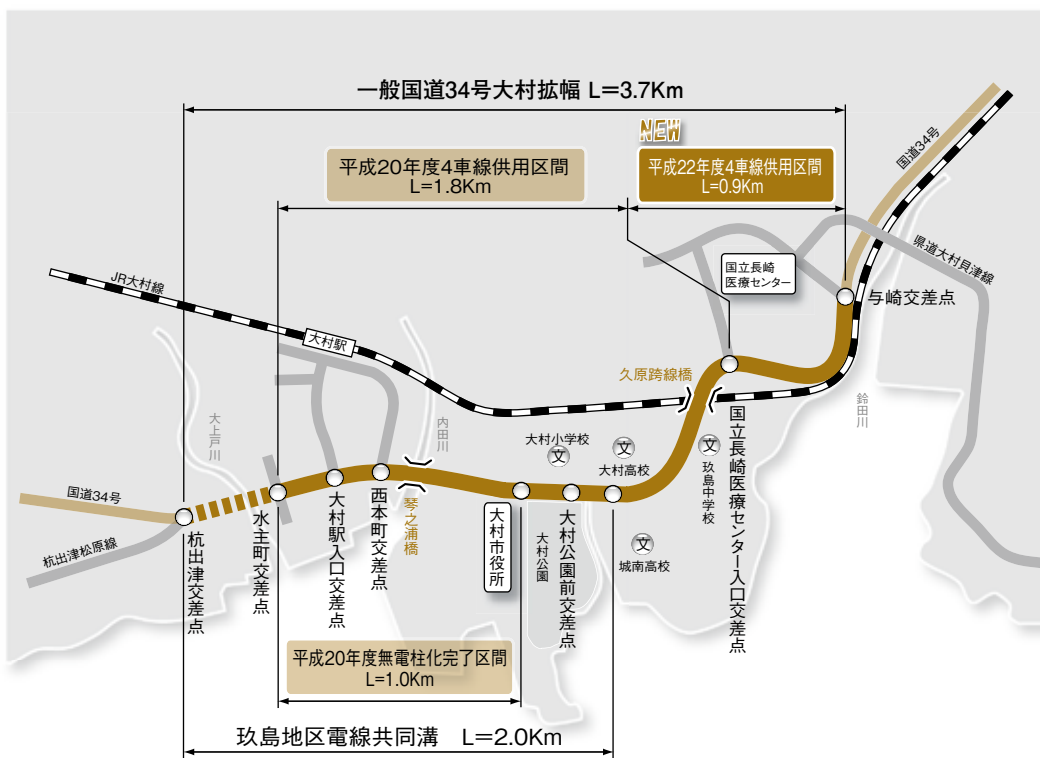 一般国道34号大村拡幅 L=3.7Km
NEW
平成20年度4車線供用区間
L=1.8Km
平成22年度4車線供用区間
L=0.9Km
国道34号
県道大村貝津線
国立長崎
医療センター
与崎交差点
JR大村線
大村駅
久原跨線橋
鈴田川
大上戸川
内田川
大村小学校
文
文
大村高校
文
玖島中学校
国立長崎医療センター入口交差点
国道34号
杭出津松原線
杭出津交差点
水主町交差点
大村駅入口交差点
西本町交差点
琴之浦橋
大村市役所
大村公園
大村公園前交差点
文
城南高校
平成20年度無電柱化完了区間
L=1.0Km
玖島地区電線共同溝 L=2.0Km